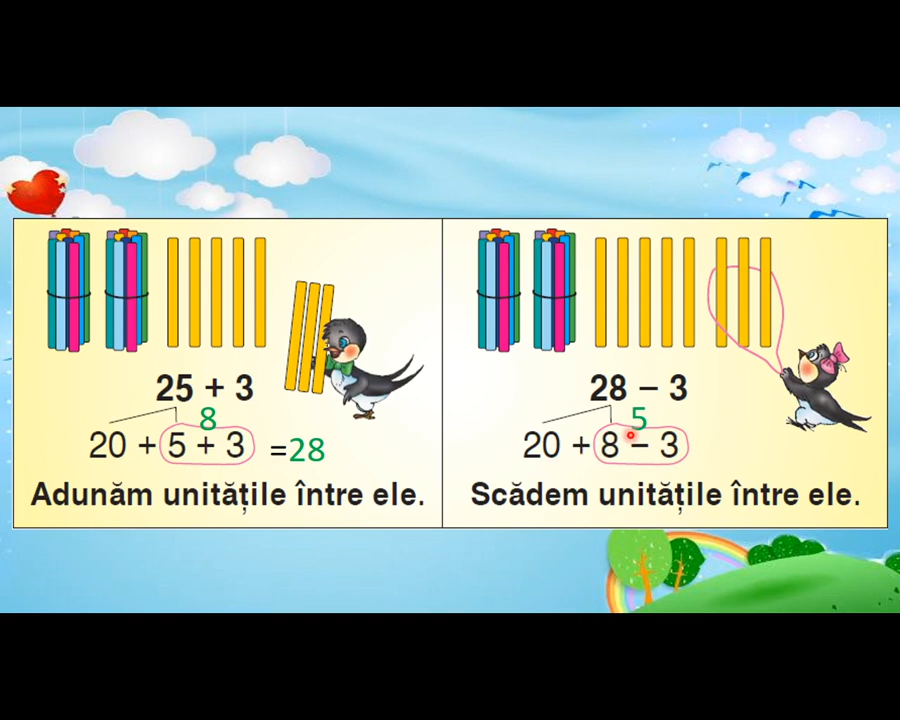 25 + 3
8
20 + 5 + 3 =28
Adunăm unitățile între ele.
28 – 3
5
20 + 8 – 3
Scădem unitățile între ele.